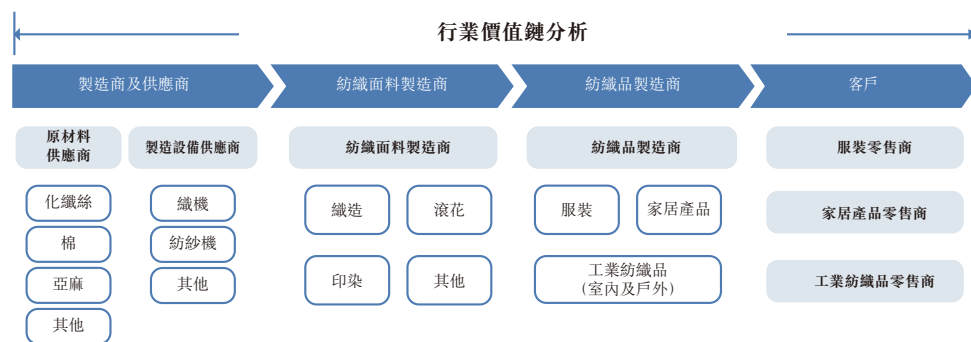 行業價值鏈分析
製造商及供應商
紡織面料製造商
紡織品製造商
客戶
原材料
供應商
製造設備供應商
紡織面料製造商
紡織品製造商
服裝零售商
化纖絲
織機
織造
滾花
服裝
家居產品
家居產品零售商
棉
紡紗機
亞麻
其他
印染
其他
工業紡織品
(室內及戶外)
工業紡織品零售商
其他